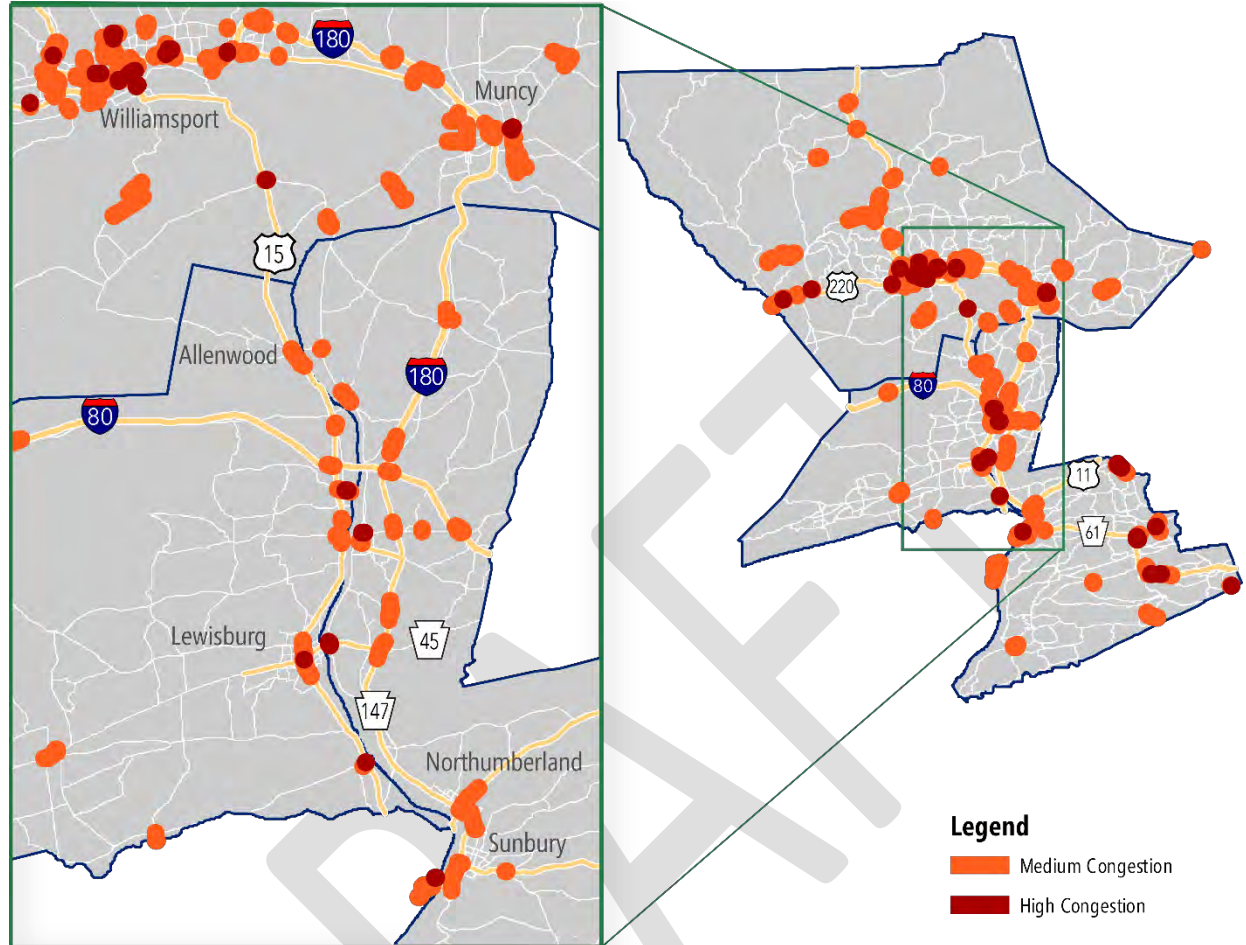 180
Muncy
Williamsport
15
Allenwood
180
80
Lewisburg
45
147
Northumberland
Sunbury
220
80
11
61
DRAFT
Legend
Medium Congestion
High Congestion